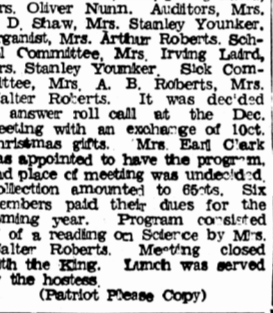 rs. Oliver Nunn. Auditors, Mrs.
D. Shaw, Mrs. Stanley Younker.
rganist, Mrs. Arthur Roberts. Sch-
l Committee, Mrs. Irving Laird,
rs. Stanley Younker. Sick Com-
ittee, Mrs. A. B. Roberts, Mrs.
alter Roberts. It was decided
answer roll call at the Dec.
eeting with an exchange of 10ct.
hristmas gifts. Mrs. Earl Clark
as appointed to have the program,
nd place of meeting was undecided.
ollection amounted to 65cts. Six
embers paid their dues for the
oming year. Program consisted
of a reading on Science by Mrs.
alter Roberts. Meeting closed
ith the King. Lunch was served
the hostess.
(Patriot Please Copy)